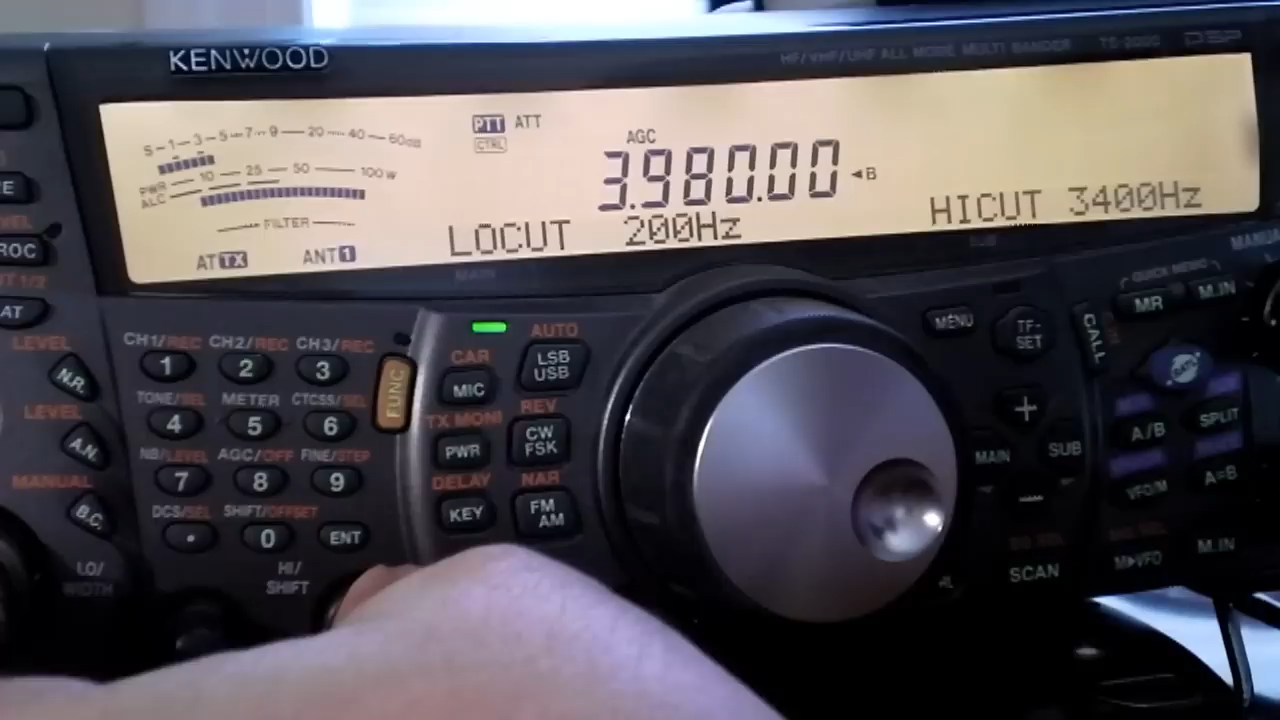 KENWOOD
HF/VHF/UHF ALL MODE MULTI BANDER TS-2000 DSP
S-1-3-5-7-9-20-40-60dB
PTT ATT
CTRL
AGC
3.980.00 ◄B
PWR 10 25 50 100W
ALC
FILTER
AT TX ANT 1
LOCUT 200Hz
HICUT 3400Hz
MAIN
SUB
ROC
AT
LEVEL
N.R.
LEVEL
A.N.
MANUAL
B.C.
LO/
WIDTH
CH1/REC CH2/REC CH3/REC
1 2 3
TONE/SEL METER CTCSS/SEL
4 5 6
NB/LEVEL AGC/OFF FINE/STEP
7 8 9
DCS/SEL SHIFT/OFFSET
. 0 ENT
HI/
SHIFT
FUNC
AUTO
CAR
MIC
LSB
USB
TX MONI REV
PWR
CW
FSK
DELAY NAR
KEY
FM
AM
MENU
TF-
SET
+
MAIN SUB
—
SCAN
CALL
QUICK MEMO
MR M.IN
A/B SPLIT
VFO/M A=B
M►VFO M.IN